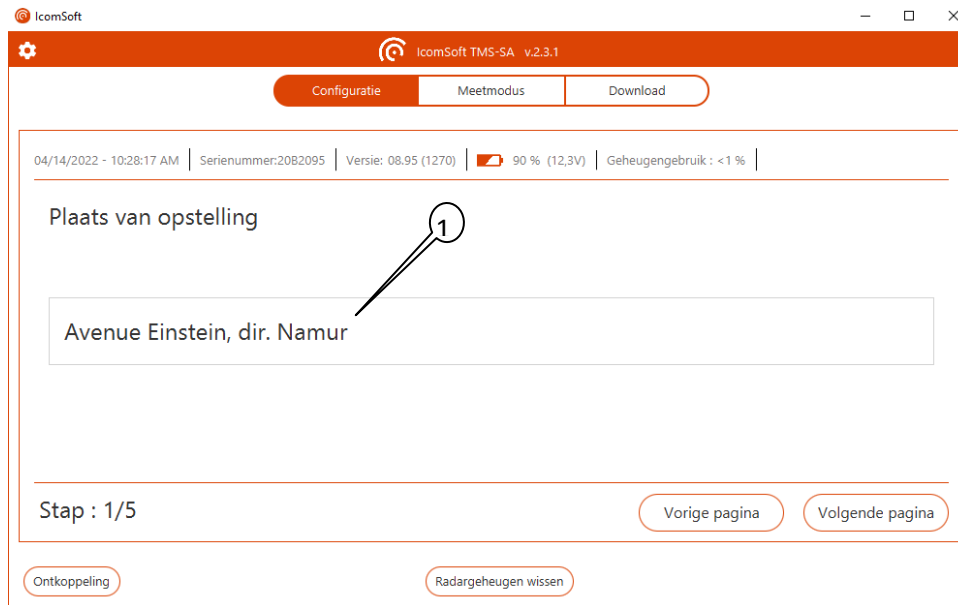 IcomSoft
IcomSoft TMS-SA v.2.3.1
Configuratie Meetmodus Download
04/14/2022 - 10:28:17 AM Serienummer:20B2095 Versie: 08.95 (1270) 90 % (12,3V) Geheugengebruik : <1 %
Plaats van opstelling
1
Avenue Einstein, dir. Namur
Stap : 1/5 Vorige pagina Volgende pagina
Ontkoppeling Radargeheugen wissen